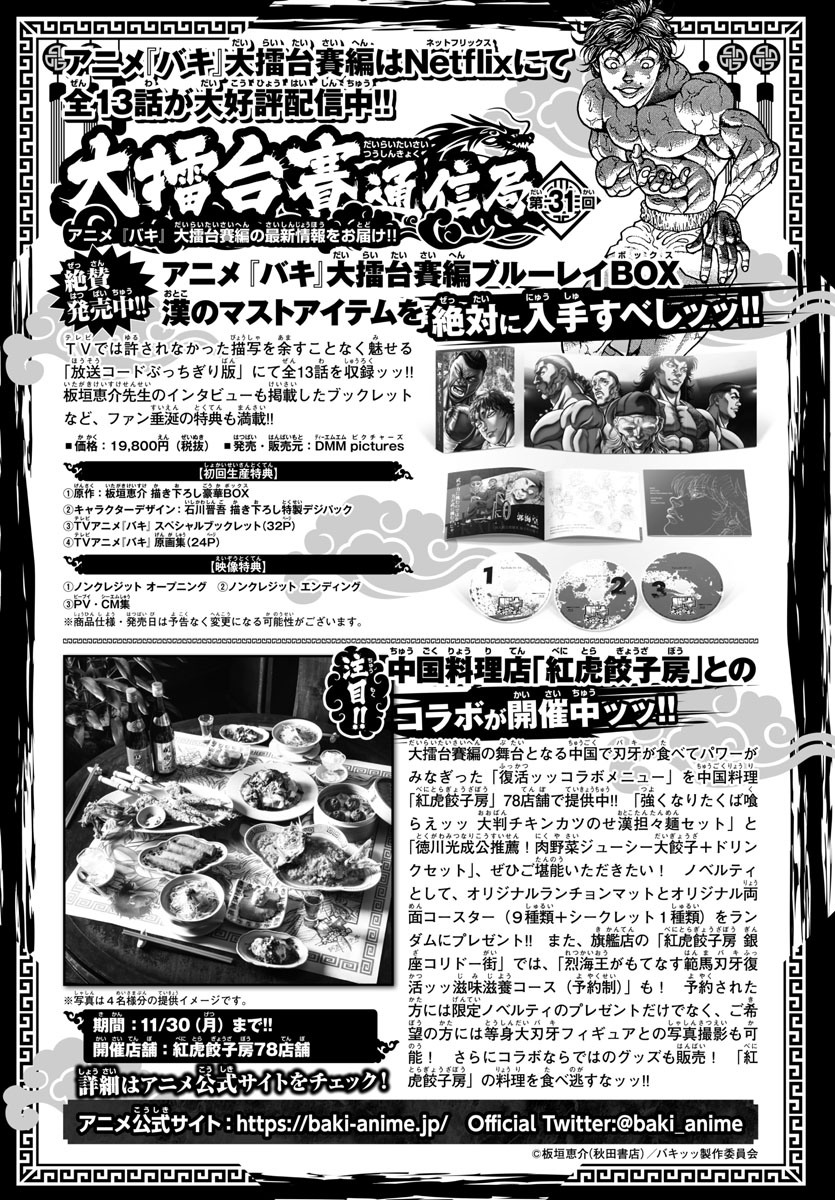 アニメ『バキ』大擂台賽編はNetflixにて
全13話が大好評配信中!!
大擂台賽通信局 第31回
アニメ『バキ』大擂台賽編の最新情報をお届け!!
絶賛発売中!!
アニメ『バキ』大擂台賽編ブルーレイBOX
漢のマストアイテムを絶対に入手すべしッッ!!
TVでは許されなかった描写を余すことなく魅せる
「放送コードぶっちぎり版」にて全13話を収録ッッ!!
板垣恵介先生のインタビューも掲載したブックレット
など、ファン垂涎の特典も満載!!
■価格：19,800円（税抜） ■発売・販売元：DMM pictures
【初回生産特典】
①原作：板垣恵介 描き下ろし豪華BOX
②キャラクターデザイン：石川晋吾 描き下ろし特製デジパック
③TVアニメ『バキ』スペシャルブックレット(32P)
④TVアニメ『バキ』原画集(24P)
【映像特典】
①ノンクレジット オープニング ②ノンクレジット エンディング
③PV・CM集
※商品仕様・発売日は予告なく変更になる可能性がございます。
1
2
3
注目!!
中国料理店「紅虎餃子房」との
コラボが開催中ッッ!!
大擂台賽編の舞台となる中国で刃牙が食べてパワーが
みなぎった「復活ッッコラボメニュー」を中国料理
「紅虎餃子房」78店舗で提供中!! 「強くなりたくば喰
らえッッ 大判チキンカツのせ漢担々麺セット」と
「徳川光成公推薦！肉野菜ジューシー大餃子＋ドリン
クセット」、ぜひご堪能いただきたい！ ノベルティ
として、オリジナルランチョンマットとオリジナル両
面コースター（９種類＋シークレット１種類）をラン
ダムにプレゼント!! また、旗艦店の「紅虎餃子房 銀
座コリドー街」では、「烈海王がもてなす範馬刃牙復
活ッッ滋味滋養コース（予約制）」も！ 予約された
方には限定ノベルティのプレゼントだけでなく、ご希
望の方には等身大刃牙フィギュアとの写真撮影も可
能！ さらにコラボならではのグッズも販売！ 「紅
虎餃子房」の料理を食べ逃すなッッ!!
※写真は４名様分の提供イメージです。
期間：11/30（月）まで!!
開催店舗：紅虎餃子房78店舗
詳細はアニメ公式サイトをチェック！
アニメ公式サイト：https://baki-anime.jp/ Official Twitter:@baki_anime
©板垣恵介(秋田書店)／バキッッ製作委員会